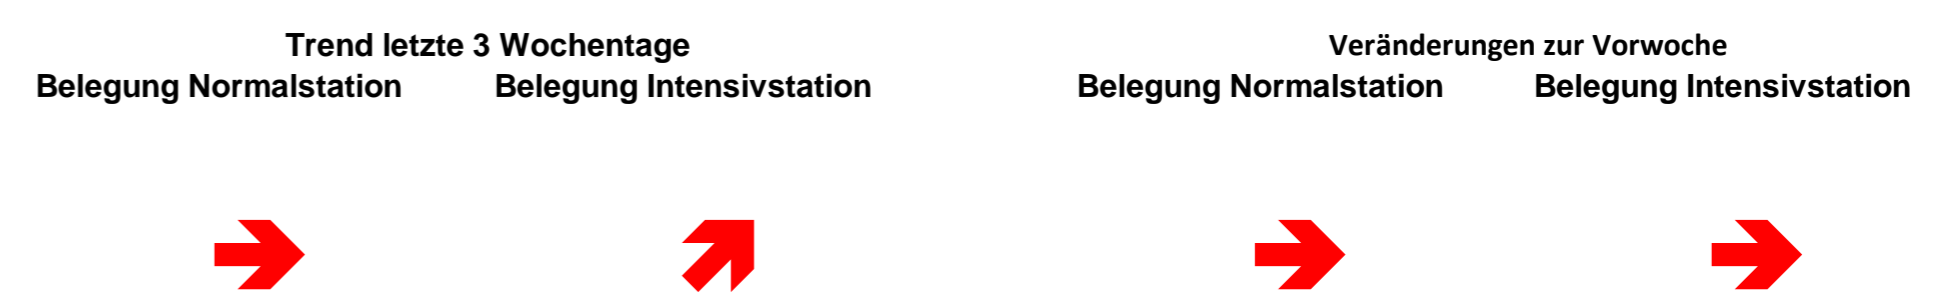 Trend letzte 3 Wochentage
Belegung Normalstation Belegung Intensivstation
Veränderungen zur Vorwoche
Belegung Normalstation Belegung Intensivstation